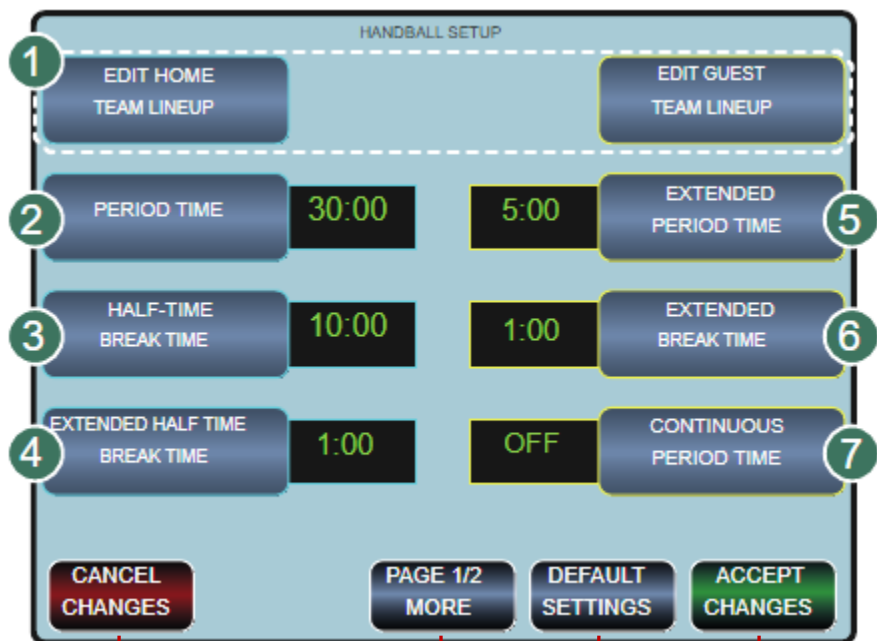 HANDBALL SETUP
1
EDIT HOME
TEAM LINEUP
EDIT GUEST
TEAM LINEUP
2
PERIOD TIME
30:00
5:00
EXTENDED
PERIOD TIME
5
3
HALF-TIME
BREAK TIME
10:00
1:00
EXTENDED
BREAK TIME
6
4
EXTENDED HALF TIME
BREAK TIME
1:00
OFF
CONTINUOUS
PERIOD TIME
7
CANCEL
CHANGES
PAGE 1/2
MORE
DEFAULT
SETTINGS
ACCEPT
CHANGES